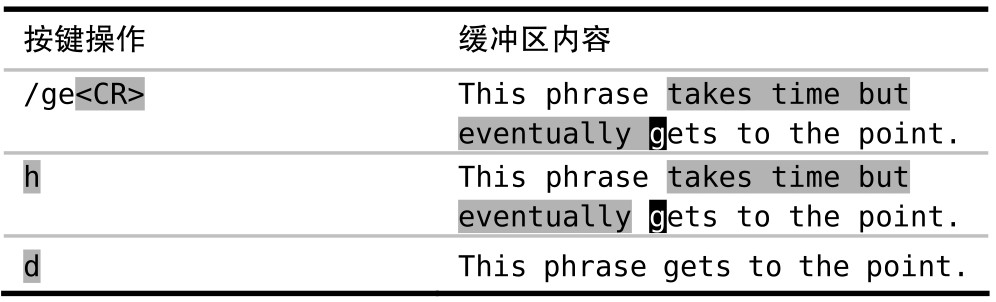 按键操作 缓冲区内容
/ge<CR> This phrase takes time but
eventually gets to the point.
h This phrase takes time but
eventually gets to the point.
d This phrase gets to the point.